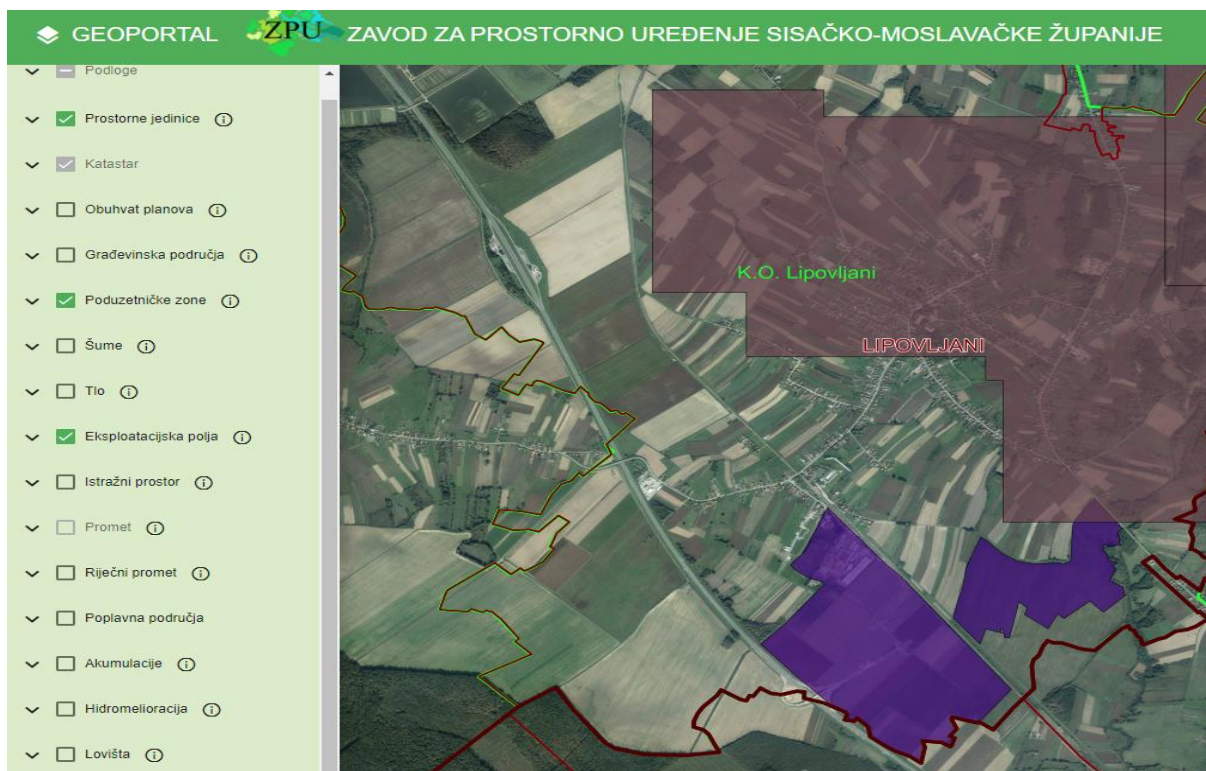 GEOPORTAL ZPU ZAVOD ZA PROSTORNO UREĐENJE SISAČKO-MOSLAVAČKE ŽUPANIJE
Podloge
Prostorne jedinice
Katastar
Obuhvat planova
Građevinska područja
Poduzetničke zone
Šume
Tlo
Eksploatacijska polja
Istražni prostor
Promet
Riječni promet
Poplavna područja
Akumulacije
Hidromelioracija
Lovišta
K.O. Lipovljani
LIPOVLJANI